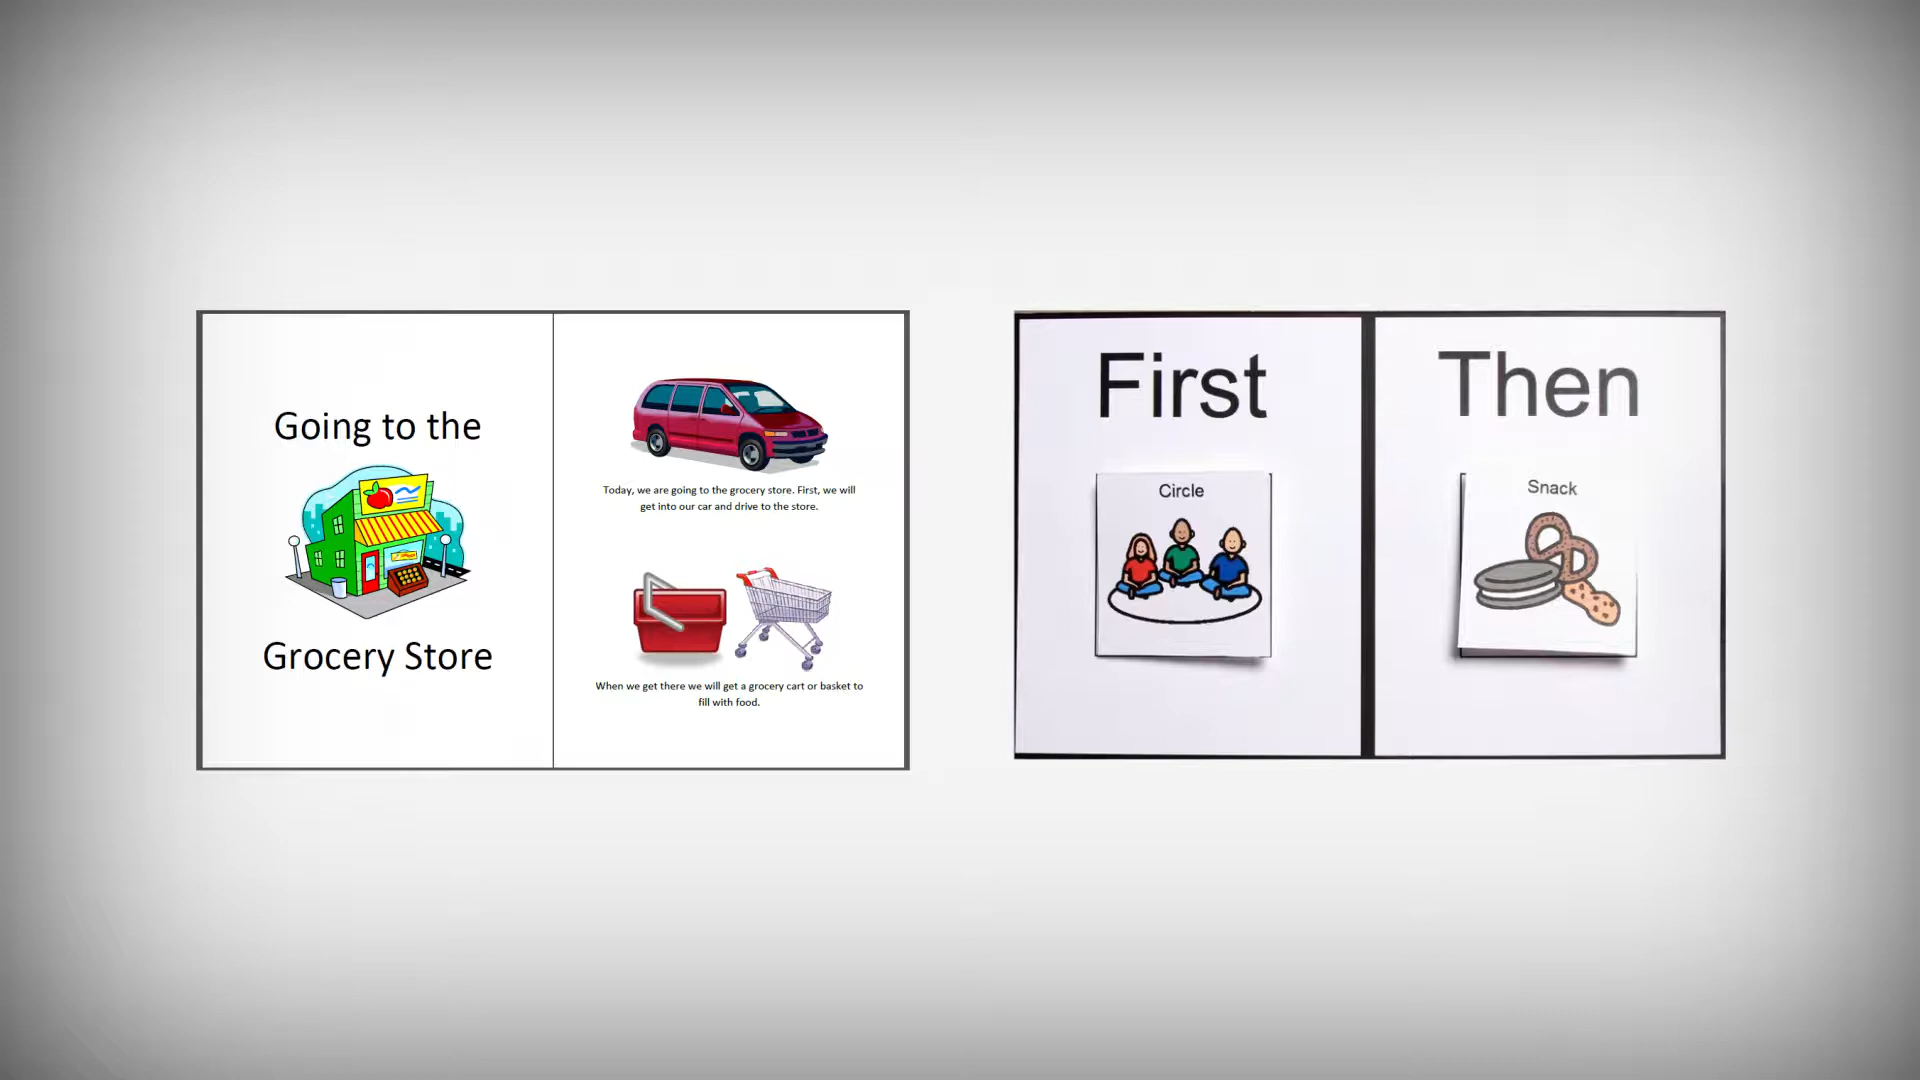 Going to the
Grocery Store
Today, we are going to the grocery store. First, we will
get into our car and drive to the store.
When we get there we will get a grocery cart or basket to
fill with food.
First
Circle
Then
Snack